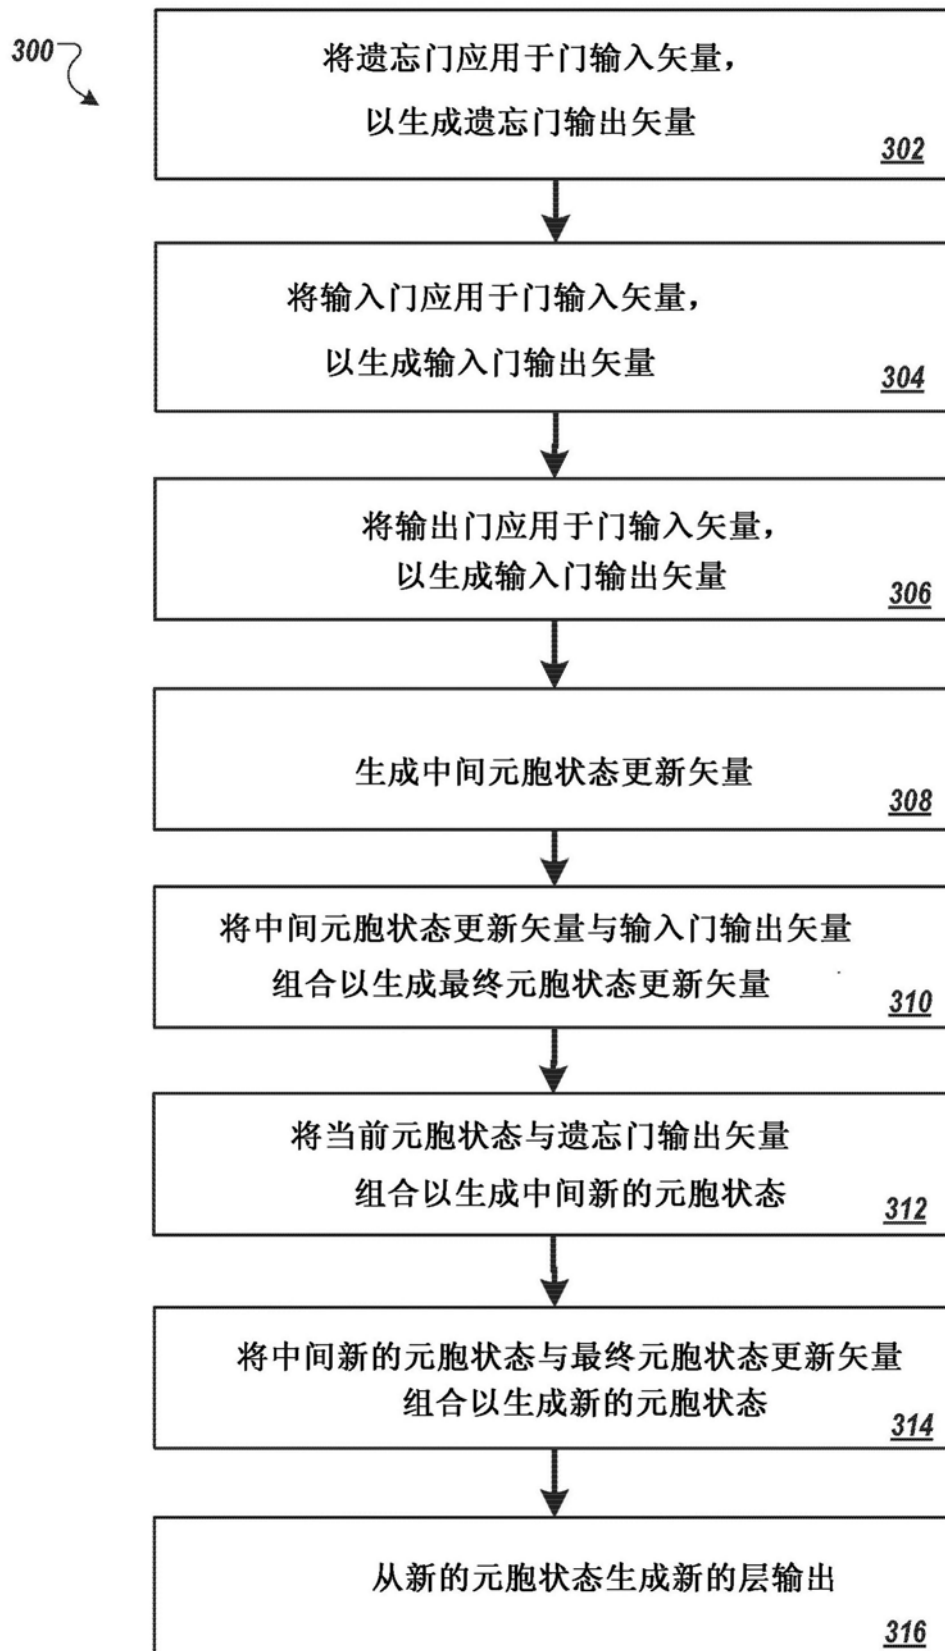 300
将遗忘门应用于门输入矢量，
以生成遗忘门输出矢量
302
将输入门应用于门输入矢量，
以生成输入门输出矢量
304
将输出门应用于门输入矢量，
以生成输入门输出矢量
306
生成中间元胞状态更新矢量
308
将中间元胞状态更新矢量与输入门输出矢量
组合以生成最终元胞状态更新矢量
310
将当前元胞状态与遗忘门输出矢量
组合以生成中间新的元胞状态
312
将中间新的元胞状态与最终元胞状态更新矢量
组合以生成新的元胞状态
314
从新的元胞状态生成新的层输出
316